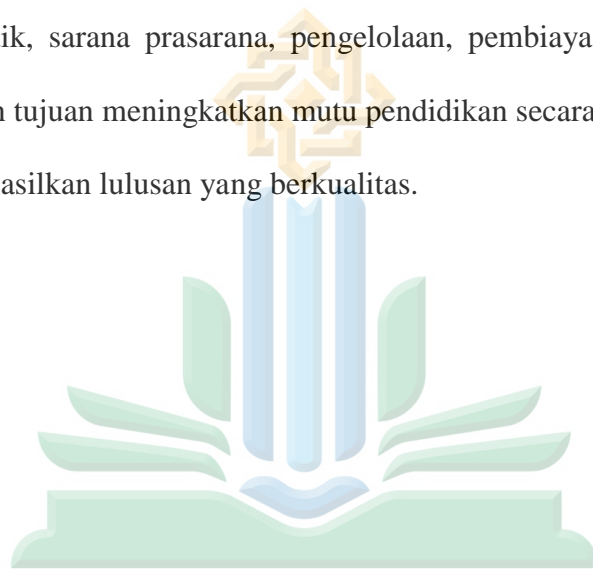 ik, sarana prasarana, pengelolaan, pembiaya
tujuan meningkatkan mutu pendidikan secara
asilkan lulusan yang berkualitas.